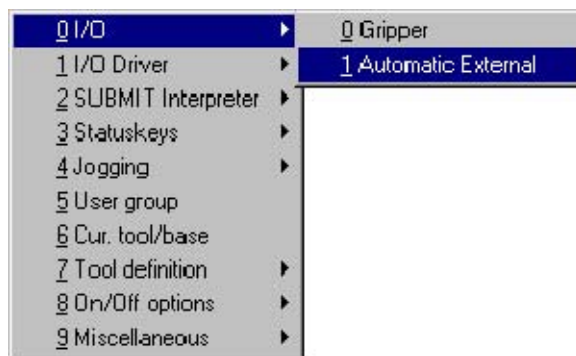 0 I/O
1 I/O Driver
2 SUBMIT Interpreter
3 Statuskeys
4 Jogging
5 User group
6 Cur. tool/base
7 Tool definition
8 On/Off options
9 Miscellaneous
0 Gripper
1 Automatic External